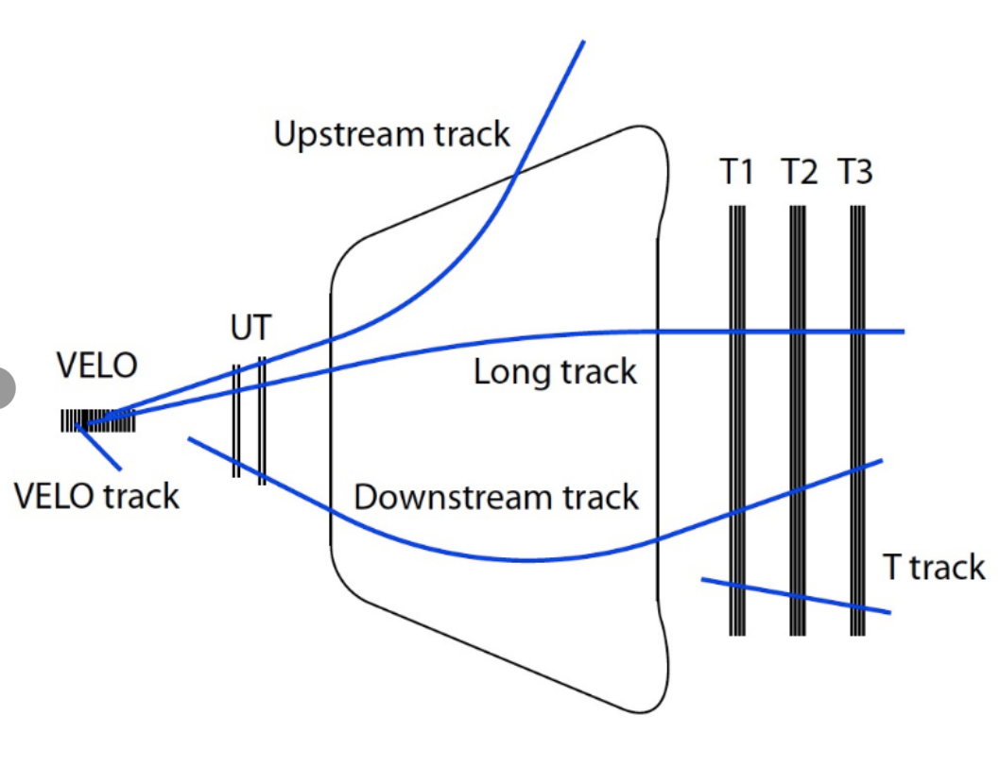 Upstream track
T1 T2 T3
UT
VELO
Long track
VELO track
Downstream track
T track